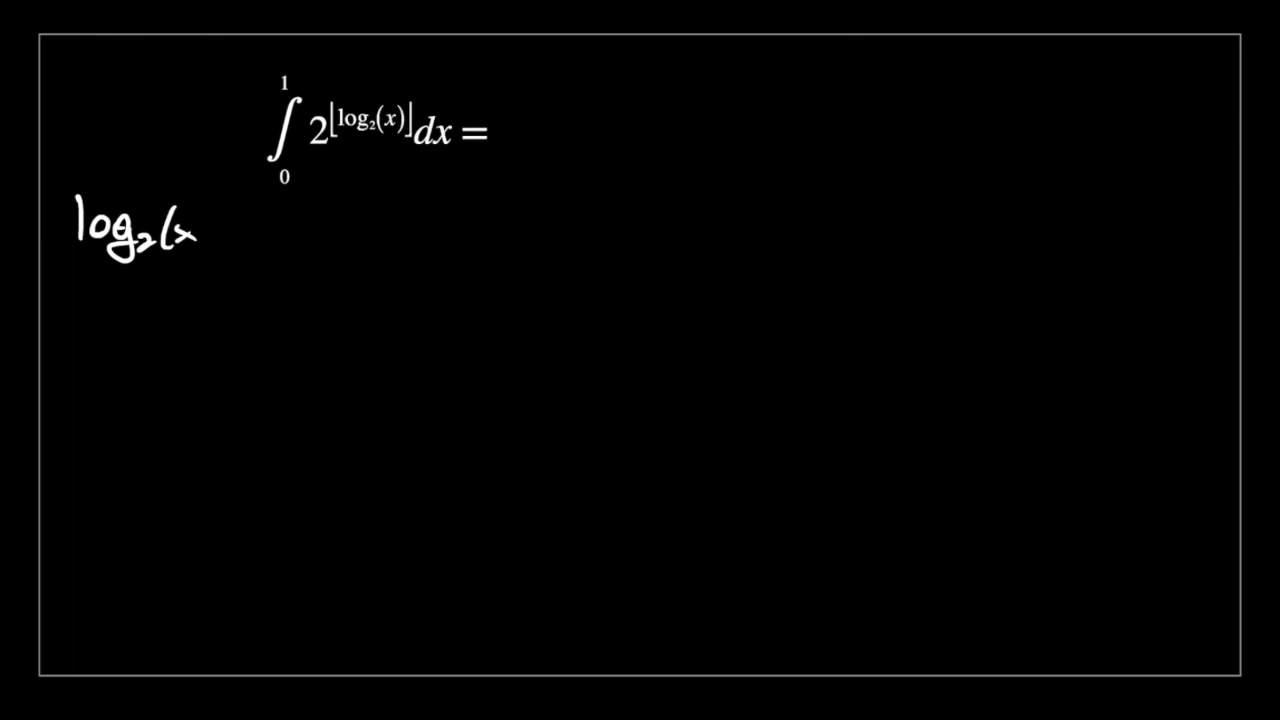 ∫₀¹ 2^{⌊log₂(x)⌋} dx =
log₂(x